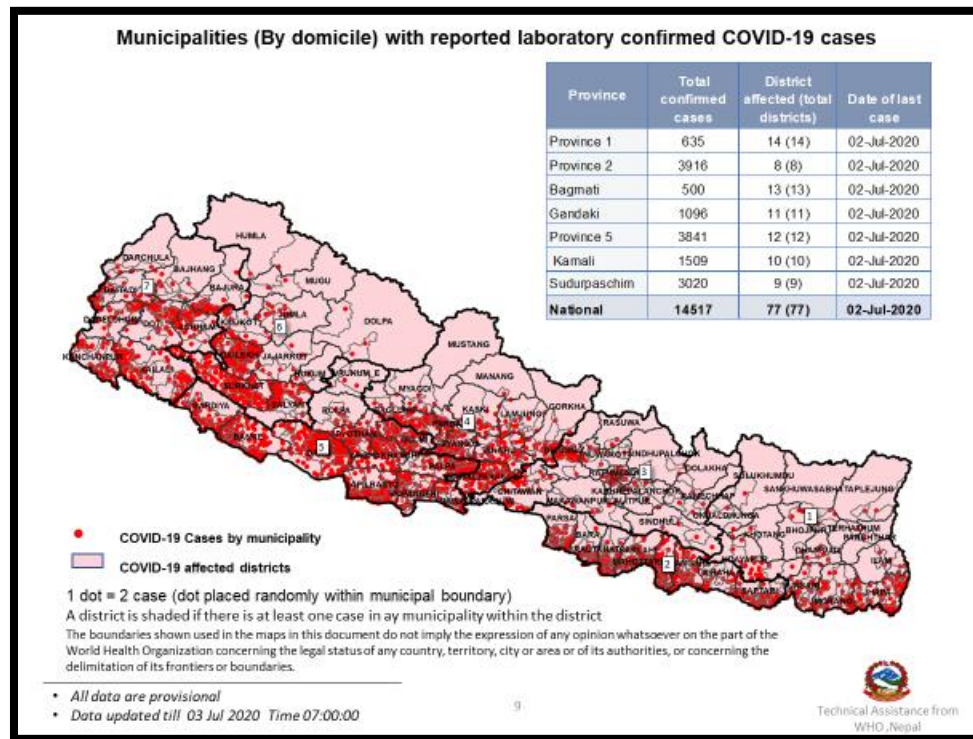 Municipalities (By domicile) with reported laboratory confirmed COVID-19 cases
Province Total confirmed cases District affected (total districts) Date of last case
Province 1 635 14 (14) 02-Jul-2020
Province 2 3916 8 (8) 02-Jul-2020
Bagmati 500 13 (13) 02-Jul-2020
Gandaki 1096 11 (11) 02-Jul-2020
Province 5 3841 12 (12) 02-Jul-2020
Karnali 1509 10 (10) 02-Jul-2020
Sudurpaschim 3020 9 (9) 02-Jul-2020
National 14517 77 (77) 02-Jul-2020
HUMLA
DARCHULA
BAJHANG
MUGU
BAJURA
7
6
DOLPA
MUSTANG
JAJARKOT
MANANG
MYAGDI
KASKI
LAMJUNG
GORKHA
ROLPA
4
RASUWA
5
3
DOLAKHA
SOLUKHUMBU
SANKHUWASABHA TAPLEJUNG
SINDHULI
1
BHOJPUR
PARSA
BARA
2
ILAM
COVID-19 Cases by municipality
COVID-19 affected districts
1 dot = 2 case (dot placed randomly within municipal boundary)
A district is shaded if there is at least one case in ay municipality within the district
The boundaries shown used in the maps in this document do not imply the expression of any opinion whatsoever on the part of the
World Health Organization concerning the legal status of any country, territory, city or area or of its authorities, or concerning the
delimitation of its frontiers or boundaries.
• All data are provisional
• Data updated till 03 Jul 2020 Time 07:00:00
9
Technical Assistance from
WHO ,Nepal